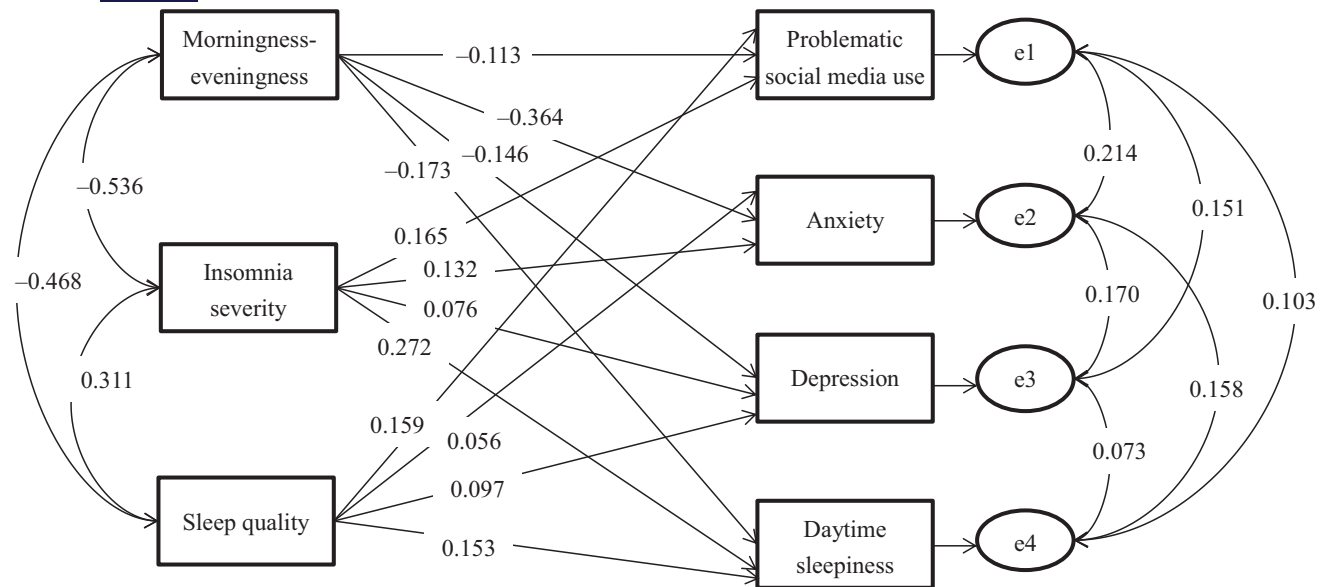 Morningness-
eveningness
Problematic
social media use
e1
–0.113
–0.364
–0.146
–0.173
0.214
–0.536
0.151
Anxiety
e2
0.165
0.132
Insomnia
severity
–0.468
0.076
0.170
0.103
0.272
0.311
Depression
e3
0.158
0.159
0.056
0.073
0.097
Sleep quality
0.153
Daytime
sleepiness
e4